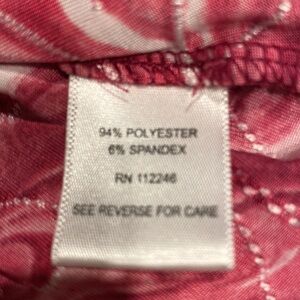 94% POLYESTER
6% SPANDEX
RN 112246
SEE REVERSE FOR CARE